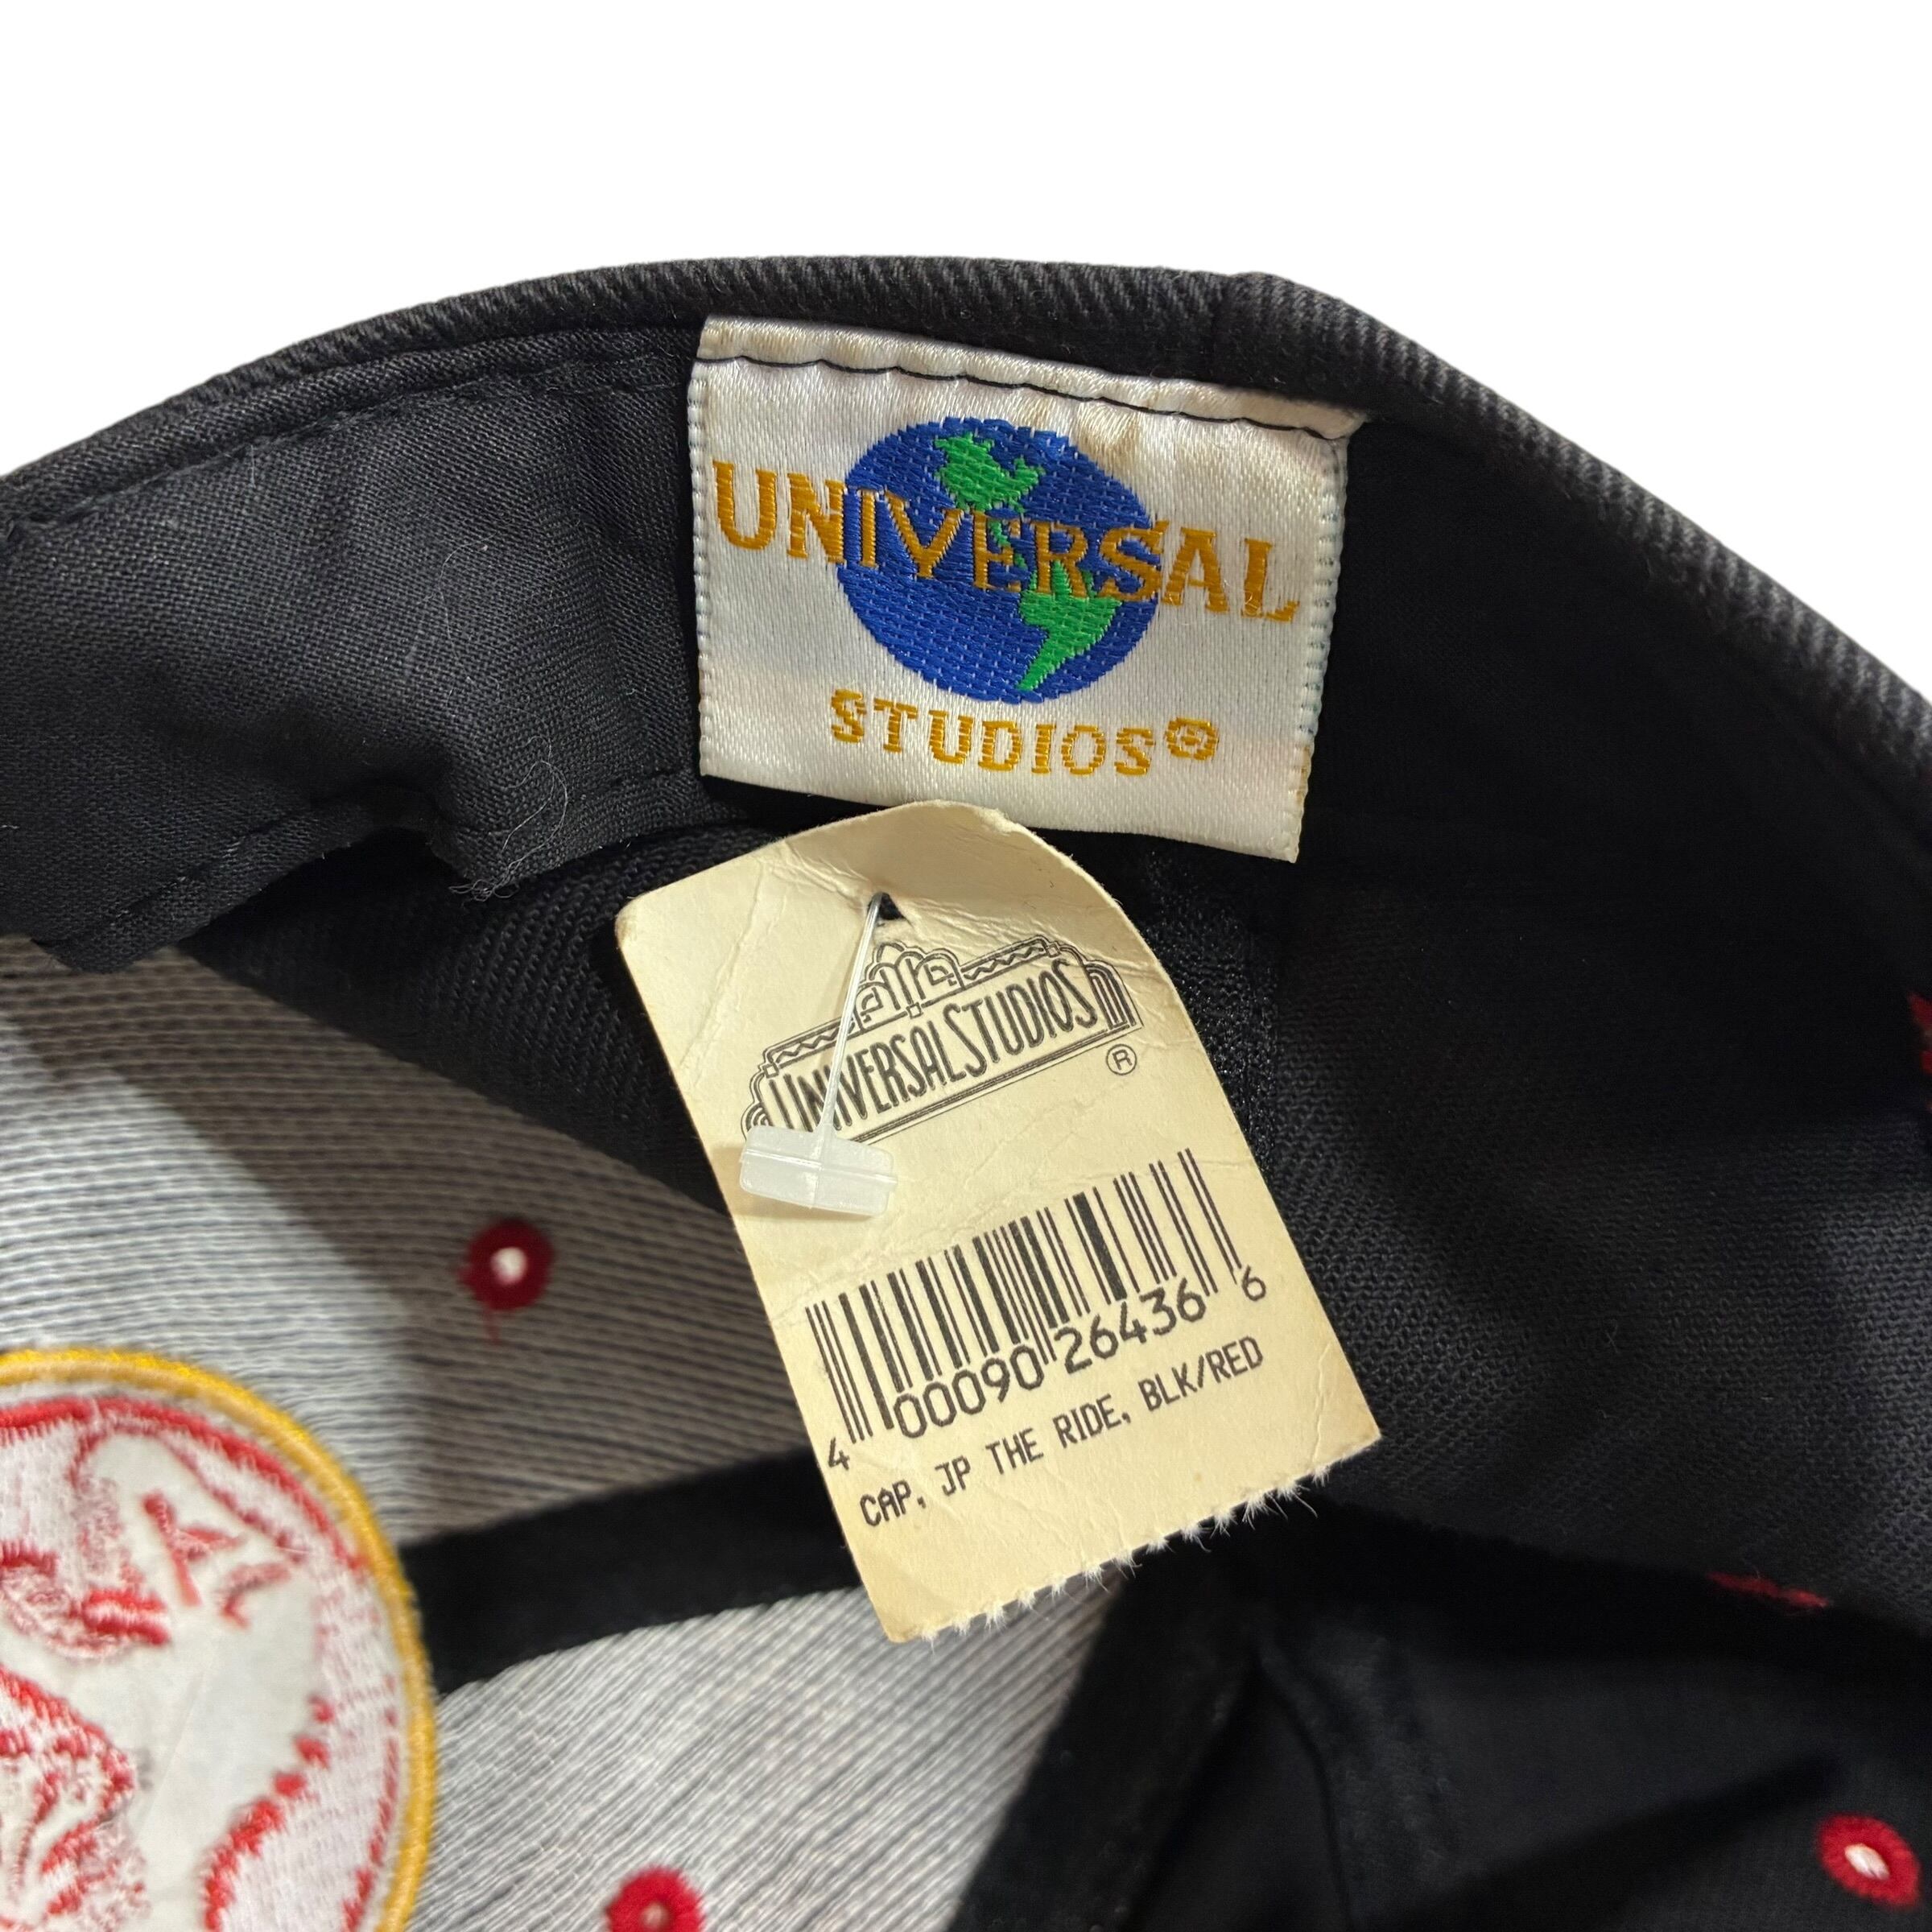 UNIVERSAL
STUDIOS®
UNIVERSAL STUDIOS
®
4 00090 26436 6
CAP, JP THE RIDE, BLK/RED